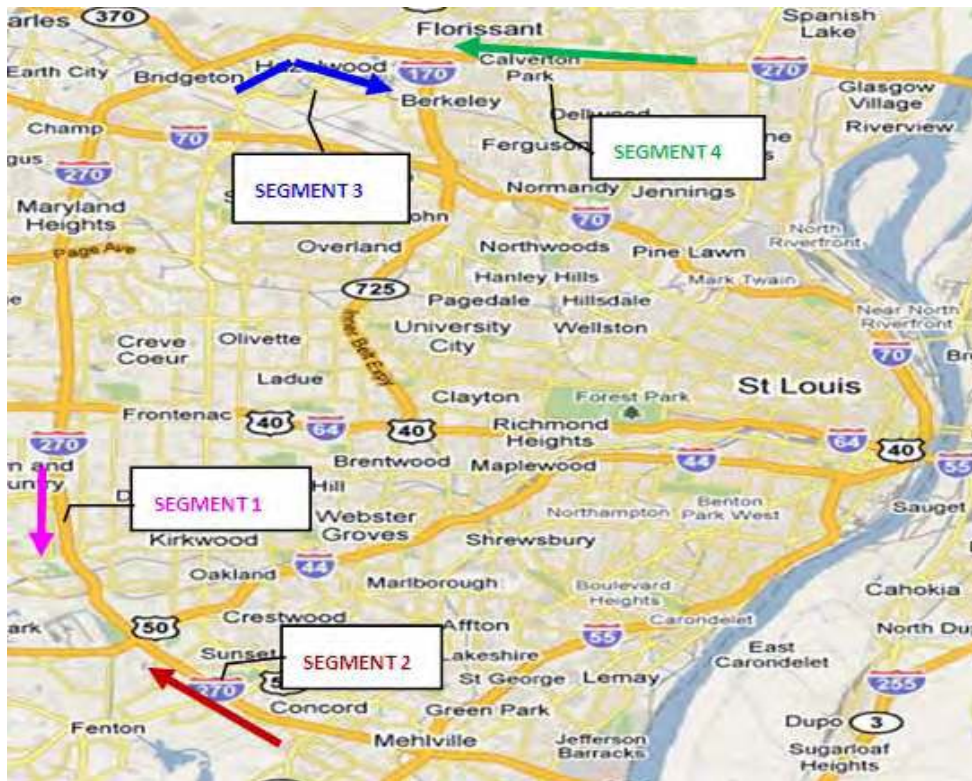 arles
370
Florissant
Spanish
Lake
Earth City
Bridgeton
170
Calverton
Park
270
Glasgow
Village
Berkeley
Champ
70
Ferguson
Riverview
SEGMENT 4
270
SEGMENT 3
Maryland
Heights
Normandy
Jennings
70
Page Ave
Overland
Northwoods
Pine Lawn
North
Riverfront
Hanley Hills
Mark Twain
725
Pagedale
Hillsdale
Near North
Riverfront
Inner Belt Expy
University
City
Wellston
Creve
Coeur
Olivette
70
Ladue
St Louis
Clayton
Forest Park
Frontenac
40
64
40
Richmond
Heights
64
40
270
Brentwood
Maplewood
44
55
SEGMENT 1
Hill
Benton
Park West
Sauget
Webster
Groves
Northampton
Kirkwood
Shrewsbury
Oakland
44
Marlborough
Boulevard
Heights
Cahokia
50
Crestwood
Affton
Carondelet
North Du
55
Sunset
SEGMENT 2
East
Carondelet
270
St George
Lemay
255
Concord
Green Park
Fenton
Mehlville
Jefferson
Barracks
Dupo
3
Sugarloaf
Heights